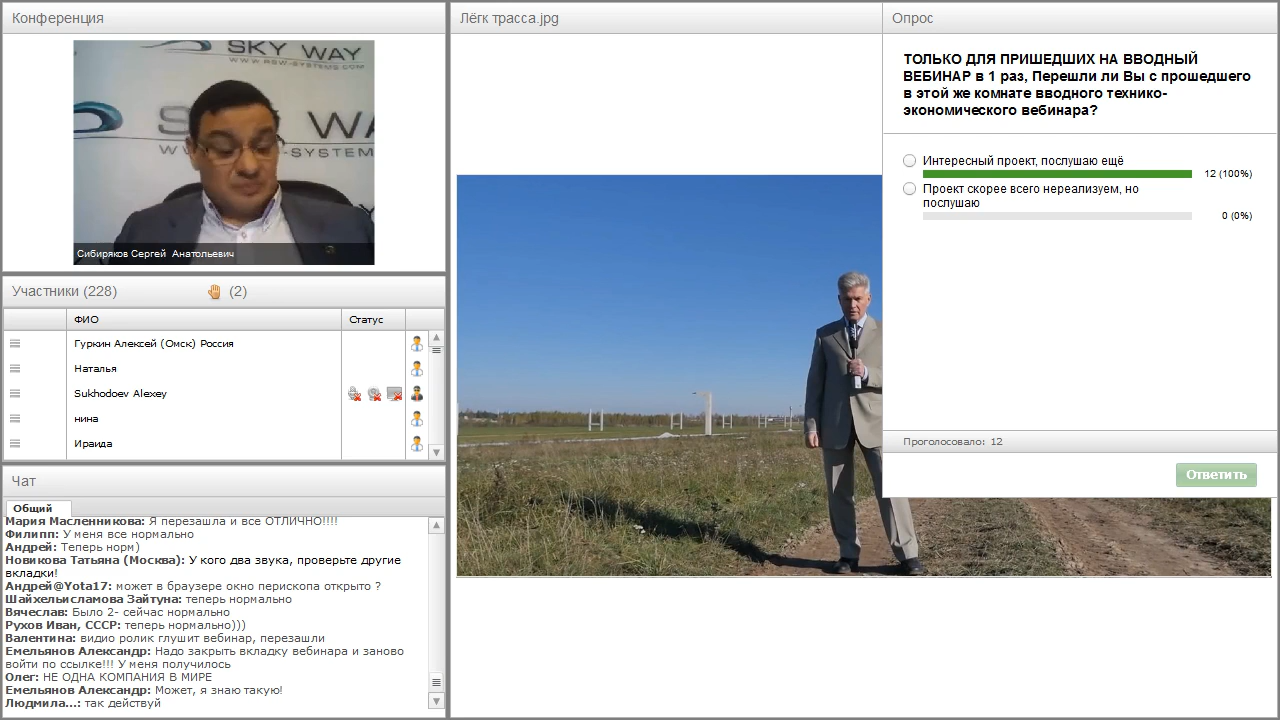 Конференция
SKY WAY
WWW.RSW-SYSTEMS.COM
SKY WAY
Сибиряков Сергей Анатольевич
Участники (228)
(2)
ФИО
Статус
Гуркин Алексей (Омск) Россия
Наталья
Sukhodoev Alexey
нина
Ираида
Чат
Общий
Мария Масленникова: Я перезашла и все ОТЛИЧНО!!!!
Филипп: У меня все нормально
Андрей: Теперь норм)
Новикова Татьяна (Москва): У кого два звука, проверьте другие
вкладки!
Андрей@Yota17: может в браузере окно перископа открыто ?
Шайхельисламова Зайтуна: теперь нормально
Вячеслав: Было 2- сейчас нормально
Рухов Иван, СССР: теперь нормально)))
Валентина: видио ролик глушит вебинар, перезашли
Емельянов Александр: Надо закрыть вкладку вебинара и заново
войти по ссылке!!! У меня получилось
Олег: НЕ ОДНА КОМПАНИЯ В МИРЕ
Емельянов Александр: Может, я знаю такую!
Людмила...: так действуй
Лёгк трасса.jpg
Опрос
ТОЛЬКО ДЛЯ ПРИШЕДШИХ НА ВВОДНЫЙ
ВЕБИНАР в 1 раз, Перешли ли Вы с прошедшего
в этой же комнате вводного технико-
экономического вебинара?
Интересный проект, послушаю ещё
12 (100%)
Проект скорее всего нереализуем, но
послушаю
0 (0%)
Проголосовало: 12
Ответить